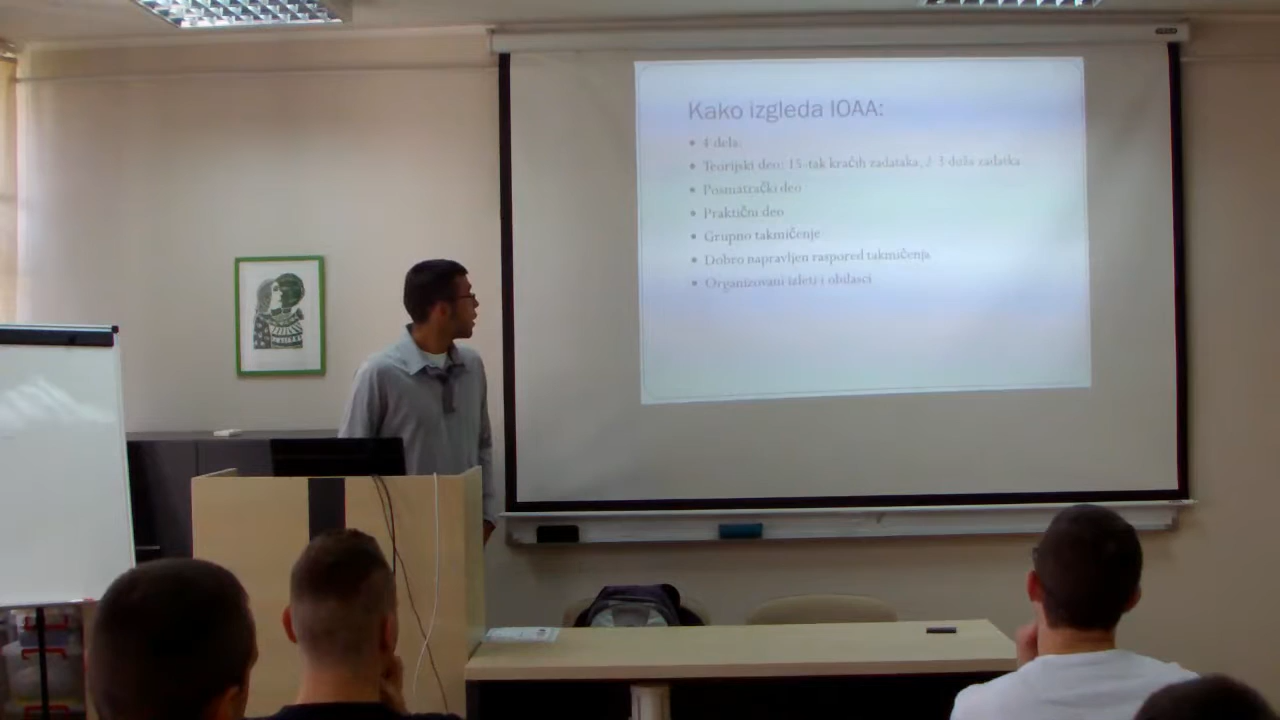 Kako izgleda IOAA:
4 dela.
Teorijski deo: 15-tak kraćih zadataka, 2-3 duža zadatka
Posmatrački deo
Praktični deo
Grupno takmičenje
Dobro napravljen raspored takmičenja
Organizovani izleti i obilasci